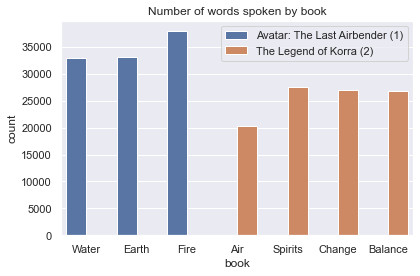 Number of words spoken by book
Avatar: The Last Airbender (1)
The Legend of Korra (2)
35000
30000
25000
20000
15000
10000
5000
0
count
Water Earth Fire Air Spirits Change Balance
book